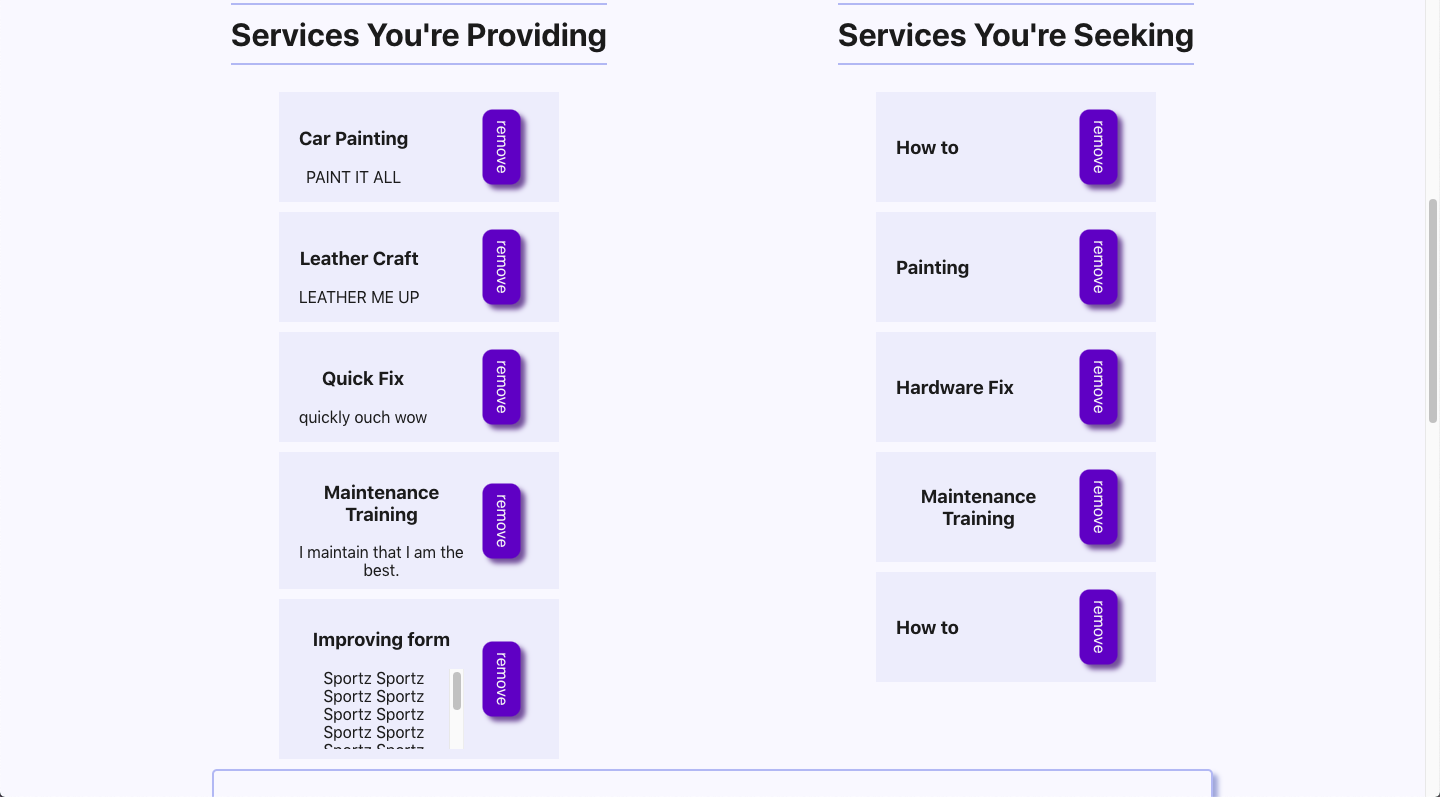 Services You're Providing
Car Painting
PAINT IT ALL
remove
Leather Craft
LEATHER ME UP
remove
Quick Fix
quickly ouch wow
remove
Maintenance
Training
I maintain that I am the
best.
remove
Improving form
Sportz Sportz
Sportz Sportz
Sportz Sportz
Sportz Sportz
Sportz Sportz
remove
Services You're Seeking
How to
remove
Painting
remove
Hardware Fix
remove
Maintenance
Training
remove
How to
remove